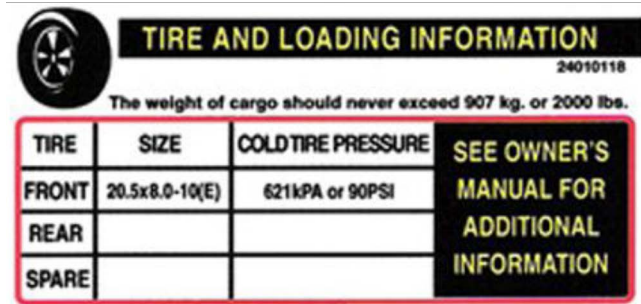 TIRE AND LOADING INFORMATION
24010118
The weight of cargo should never exceed 907 kg. or 2000 lbs.
TIRE SIZE COLD TIRE PRESSURE
FRONT 20.5x8.0-10(E) 621kPA or 90PSI
REAR
SPARE
SEE OWNER'S
MANUAL FOR
ADDITIONAL
INFORMATION